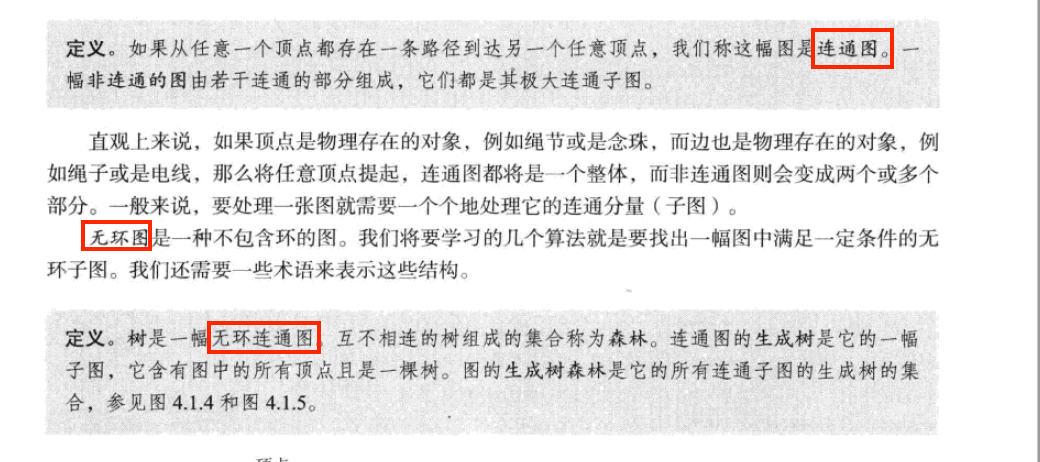 定义。如果从任意一个顶点都存在一条路径到达另一个任意顶点，我们称这幅图是连通图。一
幅非连通的图由若干连通的部分组成，它们都是其极大连通子图。
直观上来说，如果顶点是物理存在的对象，例如绳节或是念珠，而边也是物理存在的对象，例
如绳子或是电线，那么将任意顶点提起，连通图都将是一个整体，而非连通图则会变成两个或多个
部分。一般来说，要处理一张图就需要一个个地处理它的连通分量（子图）。
无环图是一种不包含环的图。我们将要学习的几个算法就是要找出一幅图中满足一定条件的无
环子图。我们还需要一些术语来表示这些结构。
定义。树是一幅无环连通图。互不相连的树组成的集合称为森林。连通图的生成树是它的一幅
子图，它含有图中的所有顶点且是一棵树。图的生成树森林是它的所有连通子图的生成树的集
合，参见图 4.1.4 和图 4.1.5。